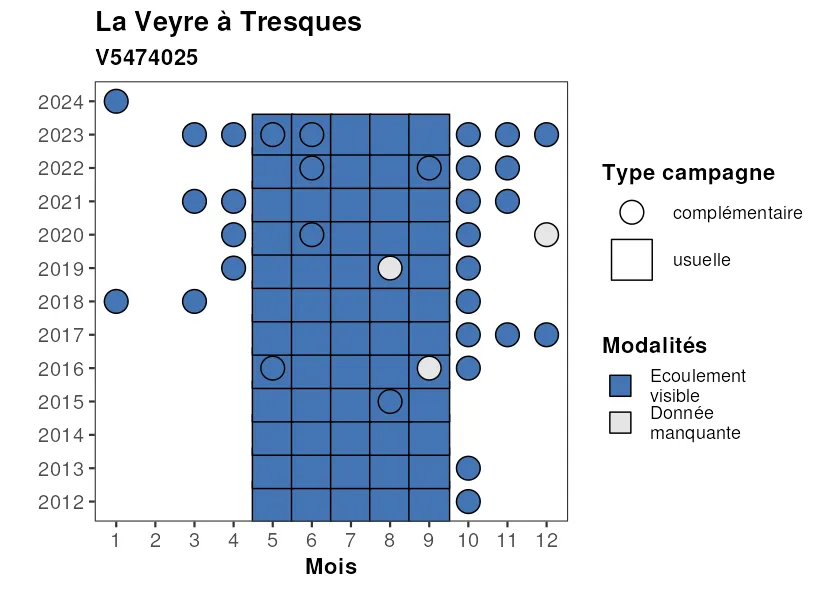 La Veyre à Tresques
V5474025
2024
2023
2022
2021
2020
2019
2018
2017
2016
2015
2014
2013
2012
1 2 3 4 5 6 7 8 9 10 11 12
Mois
Type campagne
complémentaire
usuelle
Modalités
Ecoulement
visible
Donnée
manquante